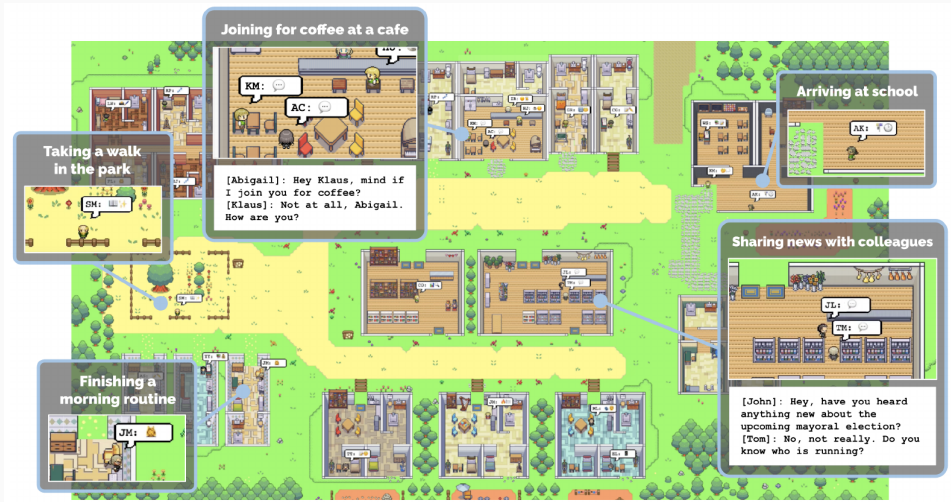 Joining for coffee at a cafe
KM:
AC:
[Abigail]: Hey Klaus, mind if
I join you for coffee?
[Klaus]: Not at all, Abigail.
How are you?
Arriving at school
AK:
Taking a walk
in the park
SM:
Sharing news with colleagues
JL:
TM:
[John]: Hey, have you heard
anything new about the
upcoming mayoral election?
[Tom]: No, not really. Do you
know who is running?
Finishing a
morning routine
JM: